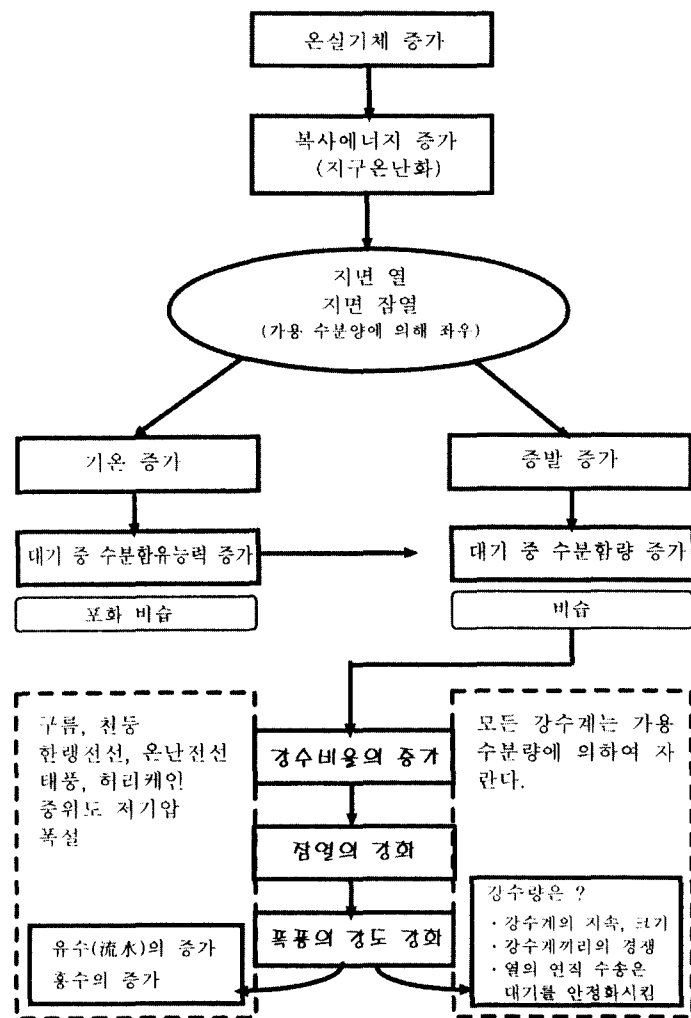 온실기체 증가
복사에너지 증가
(지구온난화)
지면 열
지면 잠열
(가용 수분양에 의해 좌우)
기온 증기
증발 증가
대기 중 수분함유능력 증가
대기 중 수분함량 증가
포화 비습
비습
구름, 천둥
한랭전선, 온난전선
태풍, 허리케인
중위도 저기압
폭설
강수비율의 증가
잠열의 강화
폭풍의 강도 강화
모든 강수계는 가용
수분량에 의하여 자
란다.
유수(流水)의 증가
홍수의 증가
강수량은 ?
· 강수계의 지속, 크기
· 강수계끼리의 경쟁
· 열의 연직 수송은
대기를 안정화시킴